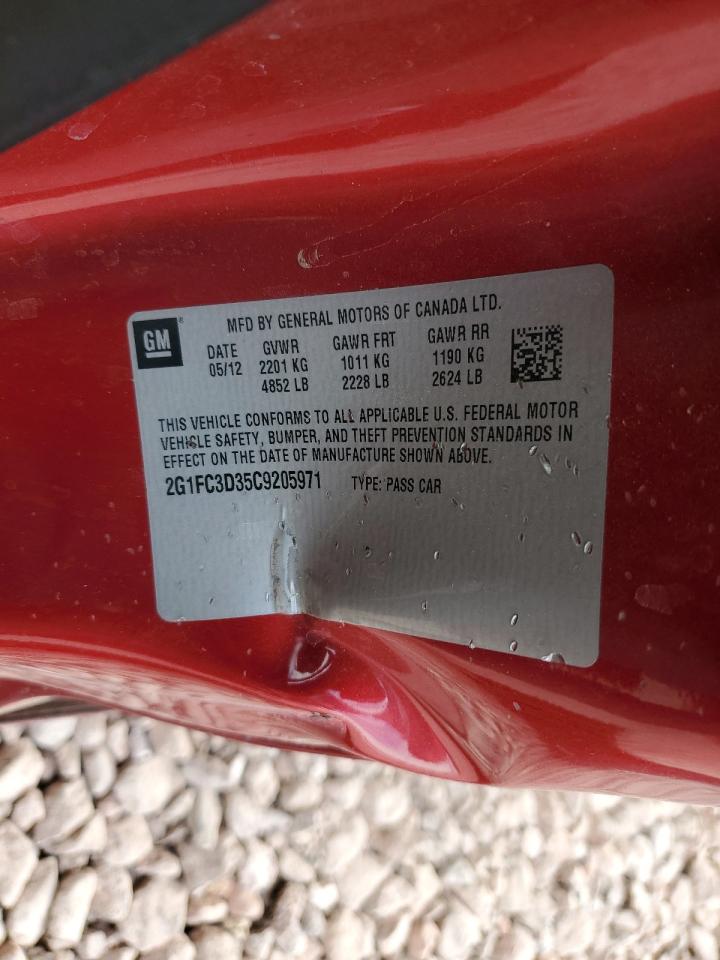 GM®
MFD BY GENERAL MOTORS OF CANADA LTD.
DATE GVWR GAWR FRT GAWR RR
05/12 2201 KG 1011 KG 1190 KG
4852 LB 2228 LB 2624 LB
THIS VEHICLE CONFORMS TO ALL APPLICABLE U.S. FEDERAL MOTOR
VEHICLE SAFETY, BUMPER, AND THEFT PREVENTION STANDARDS IN
EFFECT ON THE DATE OF MANUFACTURE SHOWN ABOVE.
2G1FC3D35C9205971 TYPE: PASS CAR